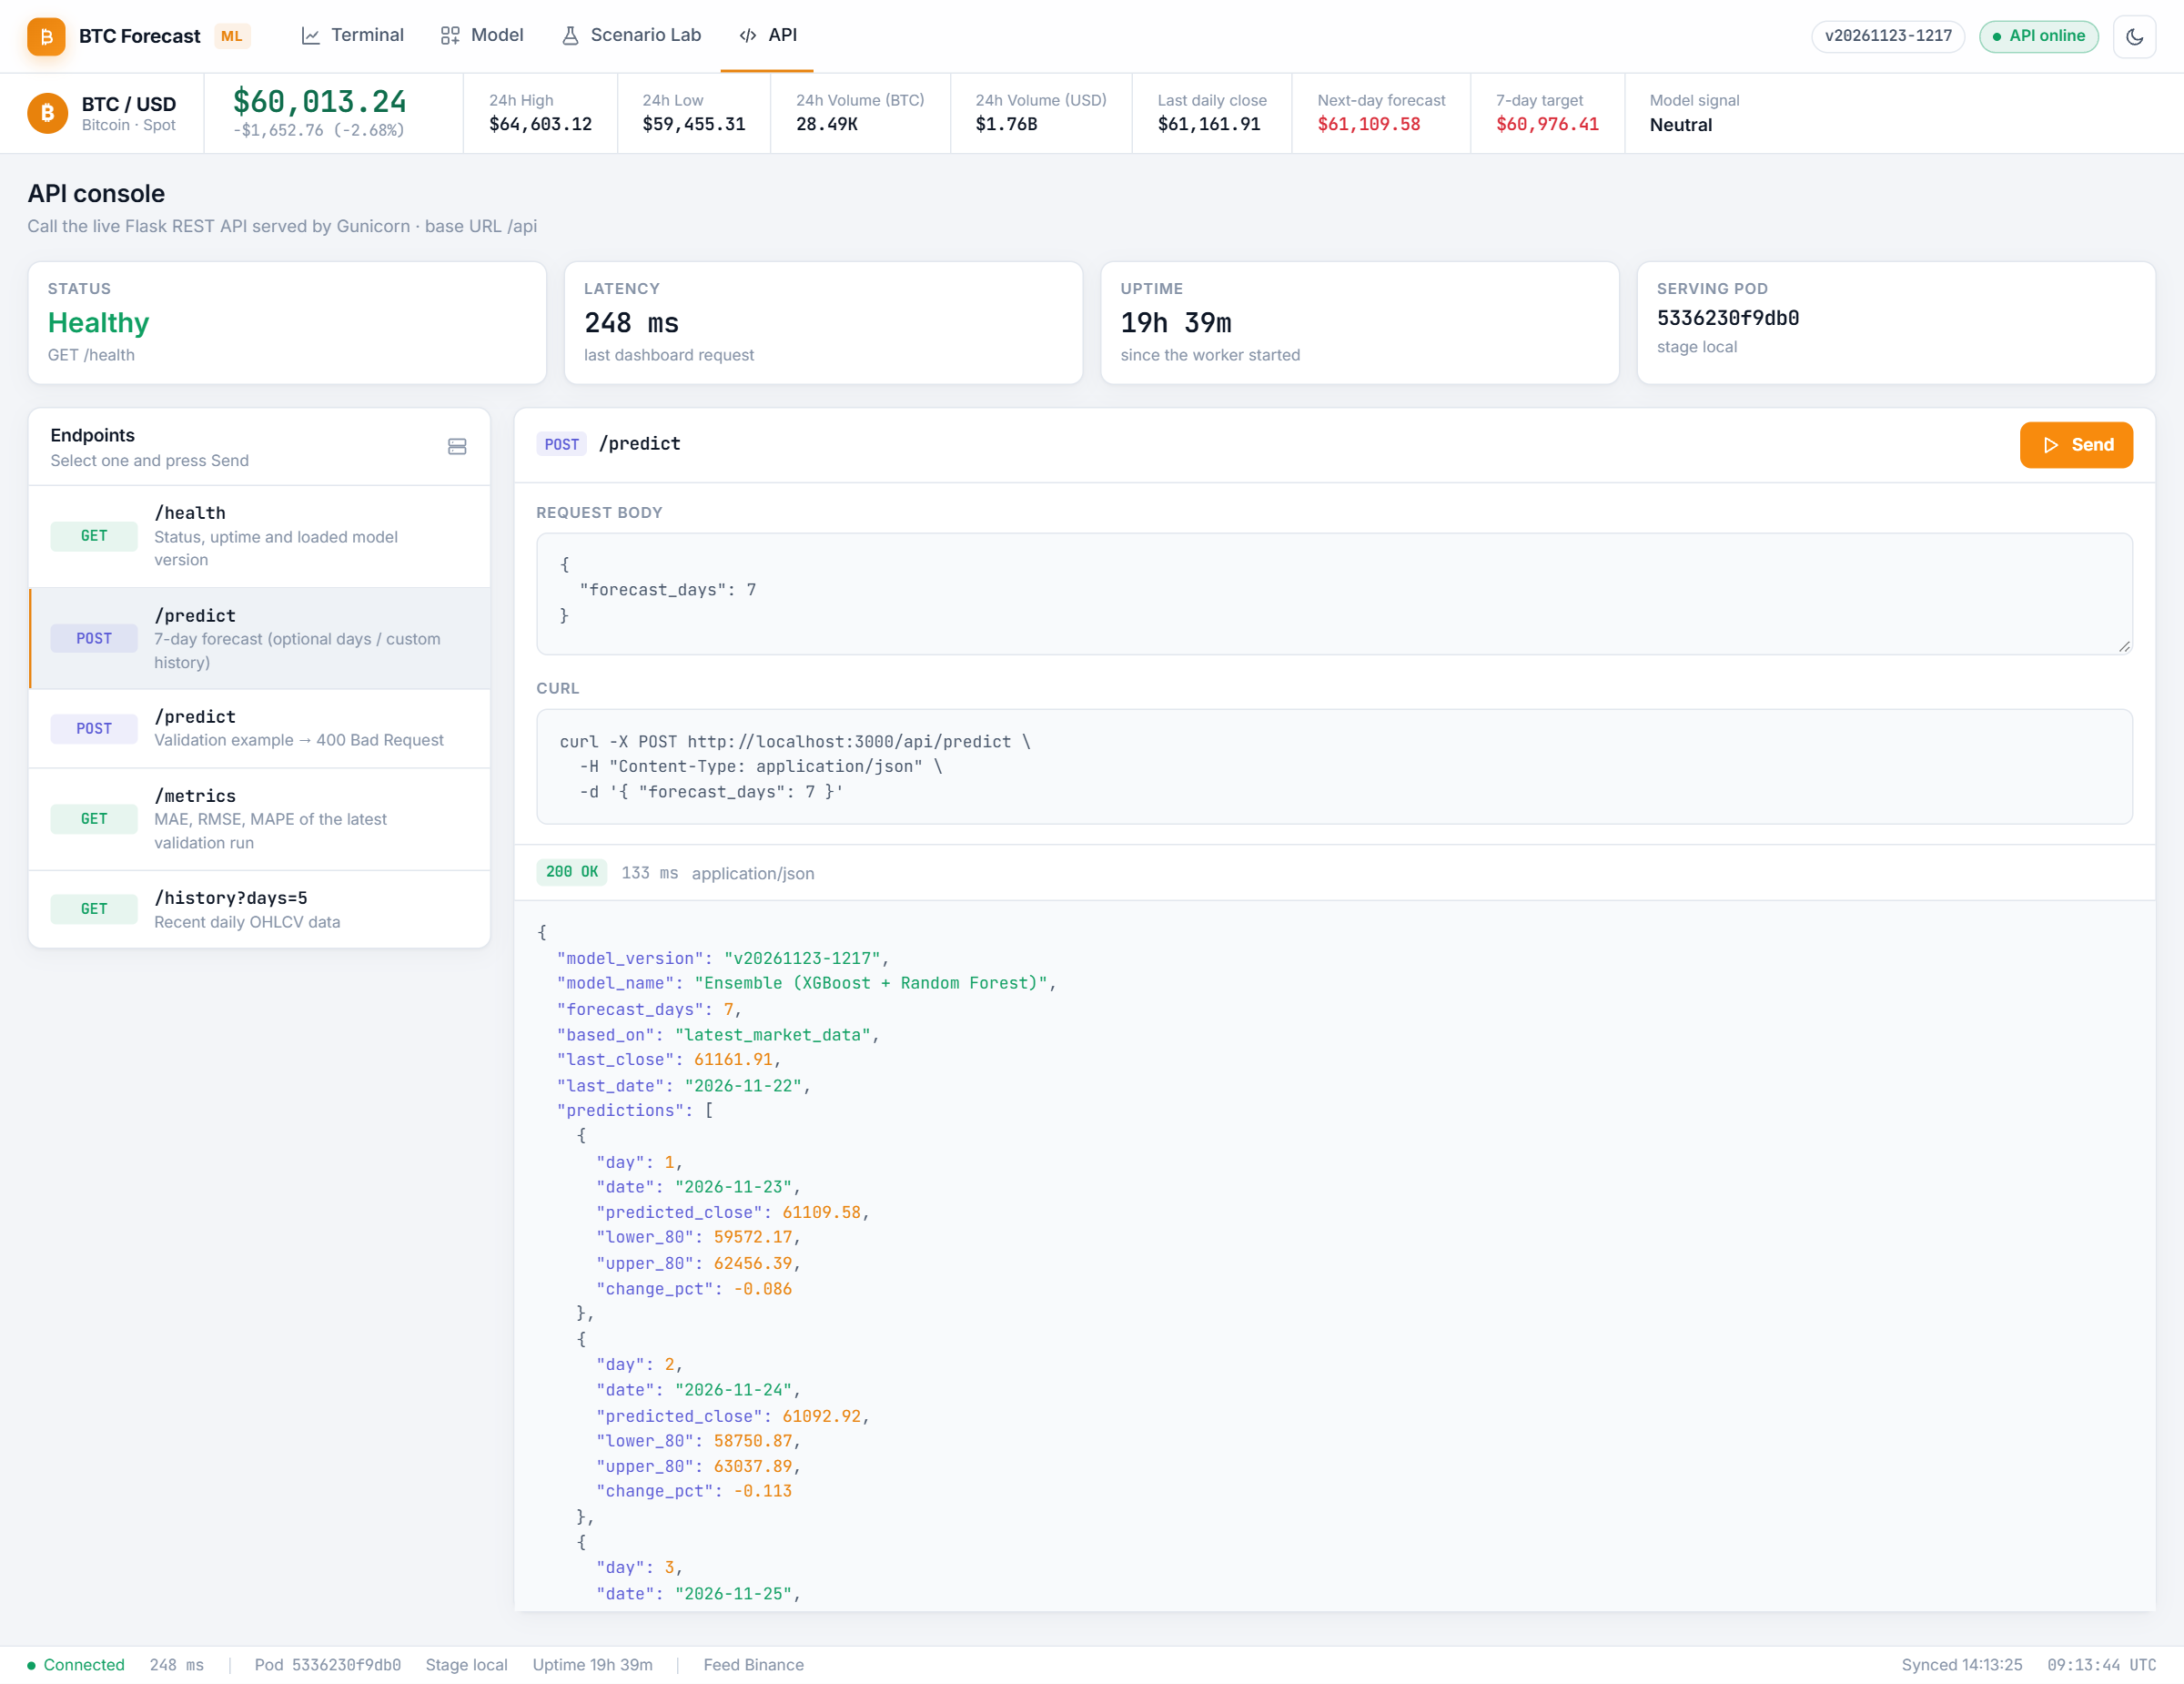 BTC Forecast ML
Terminal
Model
Scenario Lab
API
v20261123-1217
API online
BTC / USD
Bitcoin · Spot
$60,013.24
-$1,652.76 (-2.68%)
24h High
$64,603.12
24h Low
$59,455.31
24h Volume (BTC)
28.49K
24h Volume (USD)
$1.76B
Last daily close
$61,161.91
Next-day forecast
$61,109.58
7-day target
$60,976.41
Model signal
Neutral
API console
Call the live Flask REST API served by Gunicorn · base URL /api
STATUS
Healthy
GET /health
LATENCY
248 ms
last dashboard request
UPTIME
19h 39m
since the worker started
SERVING POD
5336230f9db0
stage local
Endpoints
Select one and press Send
GET
/health
Status, uptime and loaded model
version
POST
/predict
7-day forecast (optional days / custom
history)
POST
/predict
Validation example → 400 Bad Request
GET
/metrics
MAE, RMSE, MAPE of the latest
validation run
GET
/history?days=5
Recent daily OHLCV data
POST /predict
Send
REQUEST BODY
{
"forecast_days": 7
}
CURL
curl -X POST http://localhost:3000/api/predict \
-H "Content-Type: application/json" \
-d '{ "forecast_days": 7 }'
200 OK 133 ms application/json
{
"model_version": "v20261123-1217",
"model_name": "Ensemble (XGBoost + Random Forest)",
"forecast_days": 7,
"based_on": "latest_market_data",
"last_close": 61161.91,
"last_date": "2026-11-22",
"predictions": [
{
"day": 1,
"date": "2026-11-23",
"predicted_close": 61109.58,
"lower_80": 59572.17,
"upper_80": 62456.39,
"change_pct": -0.086
},
{
"day": 2,
"date": "2026-11-24",
"predicted_close": 61092.92,
"lower_80": 58750.87,
"upper_80": 63037.89,
"change_pct": -0.113
},
{
"day": 3,
"date": "2026-11-25",
Connected 248 ms Pod 5336230f9db0 Stage local Uptime 19h 39m Feed Binance Synced 14:13:25 09:13:44 UTC